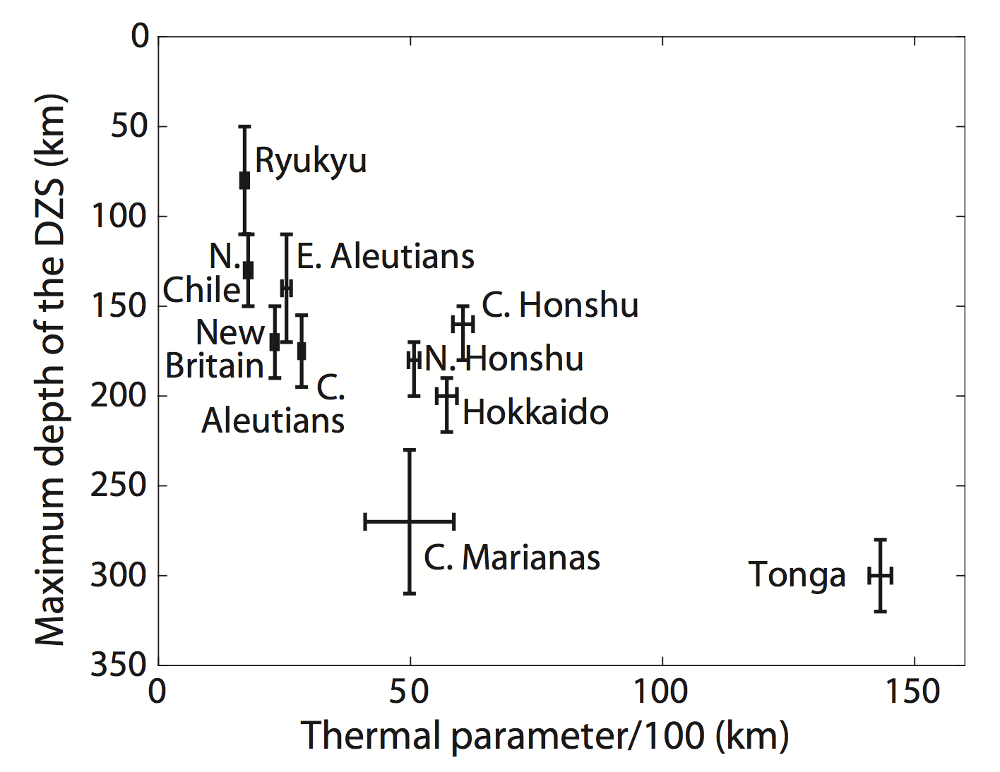 0
50
100
150
200
250
300
350
Maximum depth of the DZS (km)
Ryukyu
N.
Chile
E. Aleutians
New
Britain
C.
Aleutians
C. Honshu
N. Honshu
Hokkaido
C. Marianas
Tonga
0
50
100
150
Thermal parameter/100 (km)